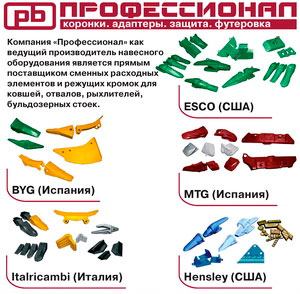 pb ПРОФЕССИОНАЛ
коронки. адаптеры. защита. футеровка
Компания «Профессионал» как
ведущий производитель навесного
оборудования является прямым
поставщиком сменных расходных
элементов и режущих кромок для
ковшей, отвалов, рыхлителей,
бульдозерных стоек.
ESCO (США)
BYG (Испания)
MTG (Испания)
Italricambi (Италия)
Hensley (США)